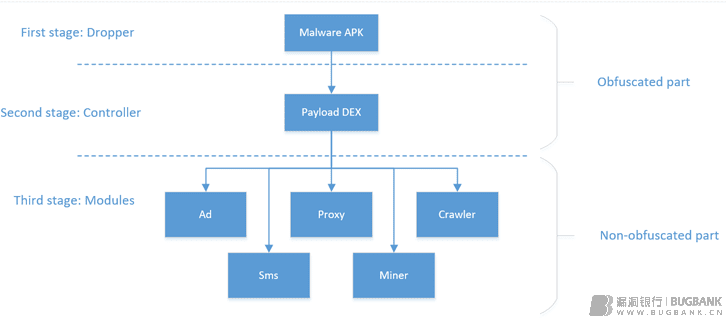 First stage: Dropper
Malware APK
Obfuscated part
Second stage: Controller
Payload DEX
Third stage: Modules
Ad
Proxy
Crawler
Non-obfuscated part
Sms
Miner
漏洞银行 | BUGBANK
WWW.BUGBANK.CN